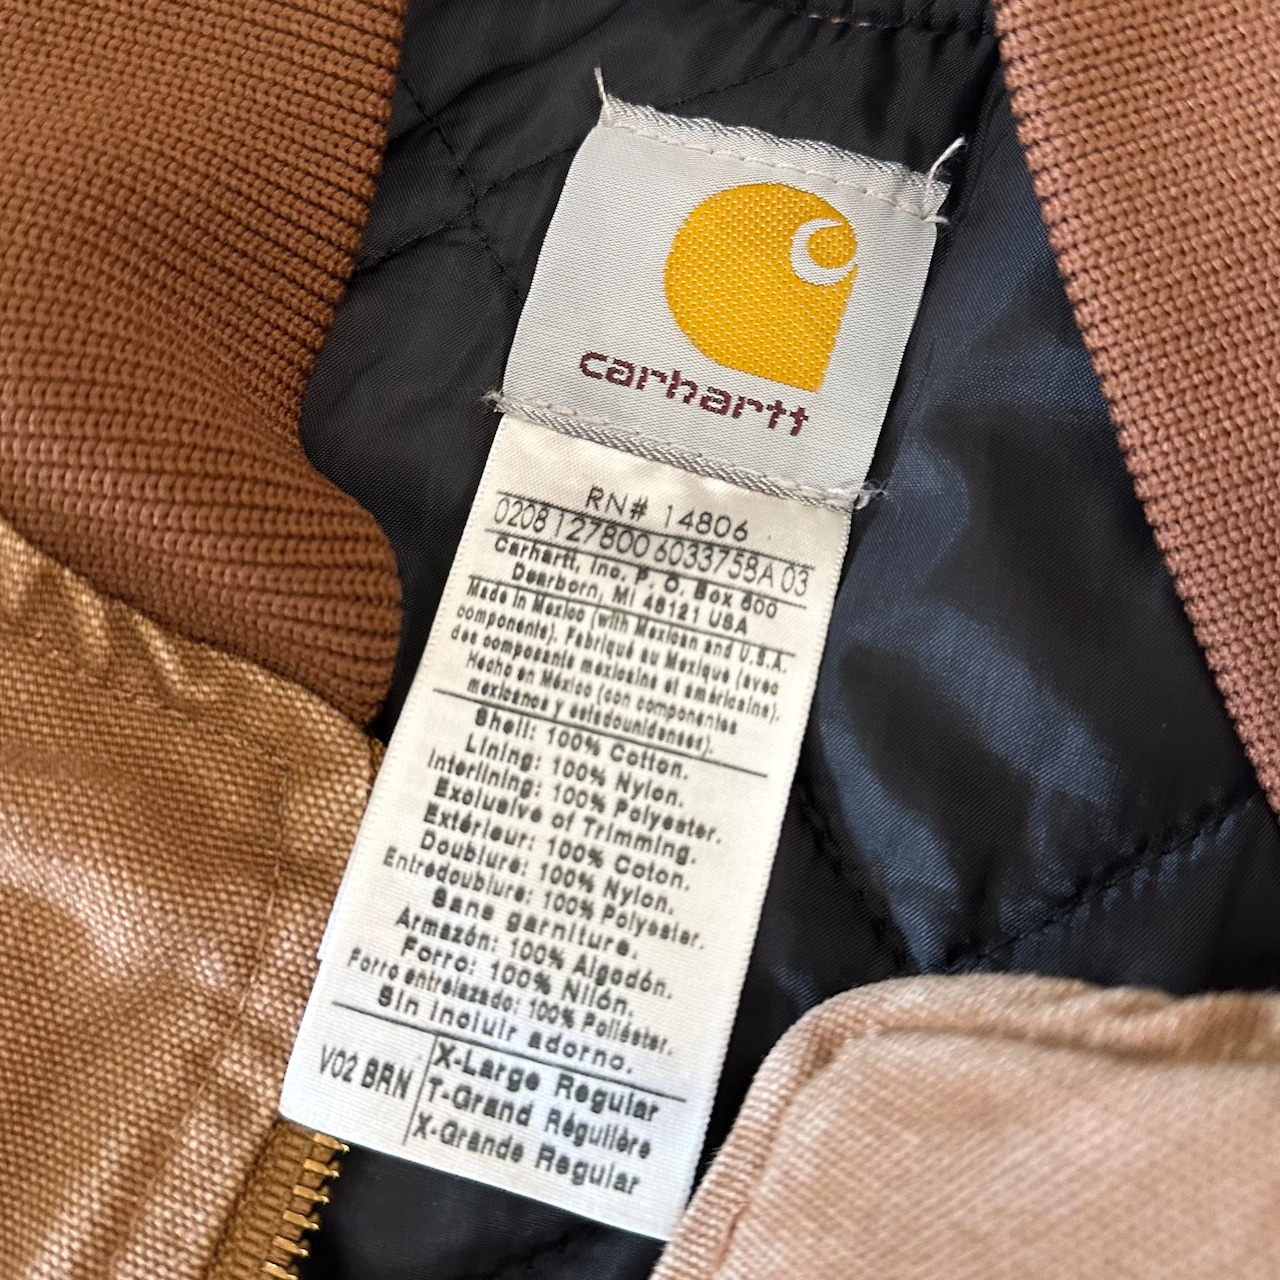 carhartt
RN# 14806
0208127800 6033758A 03
Carhartt, Inc. P. O. Box 600
Dearborn, MI 48121 USA
Made in Mexico (with Mexican and U.S.A.
components). Fabriqué au Mexique (avec
des composants mexicains et américains).
Hecho en México (con componentes
mexicanos y estadounidenses).
Shell: 100% Cotton.
Lining: 100% Nylon.
Interlining: 100% Polyester.
Exclusive of Trimming.
Extérieur: 100% Coton.
Doublure: 100% Nylon.
Entredoublure: 100% Polyester.
Sans garniture.
Armazón: 100% Algodón.
Forro: 100% Nilón.
Forro entrelazado: 100% Poliéster.
Sin incluir adorno.
V02 BRN
X-Large Regular
T-Grand Régulière
X-Grande Regular